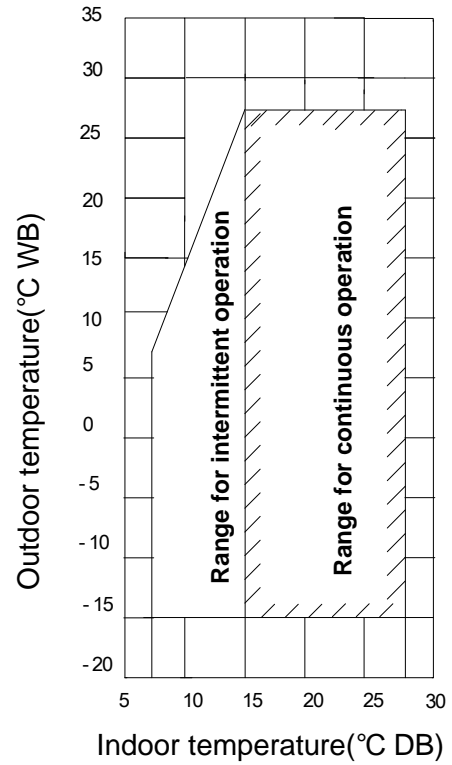 35
30
25
20
15
10
5
0
- 5
- 10
- 15
- 20
5 10 15 20 25 30
Outdoor temperature(°C WB)
Range for intermittent operation
Range for continuous operation
Indoor temperature(°C DB)